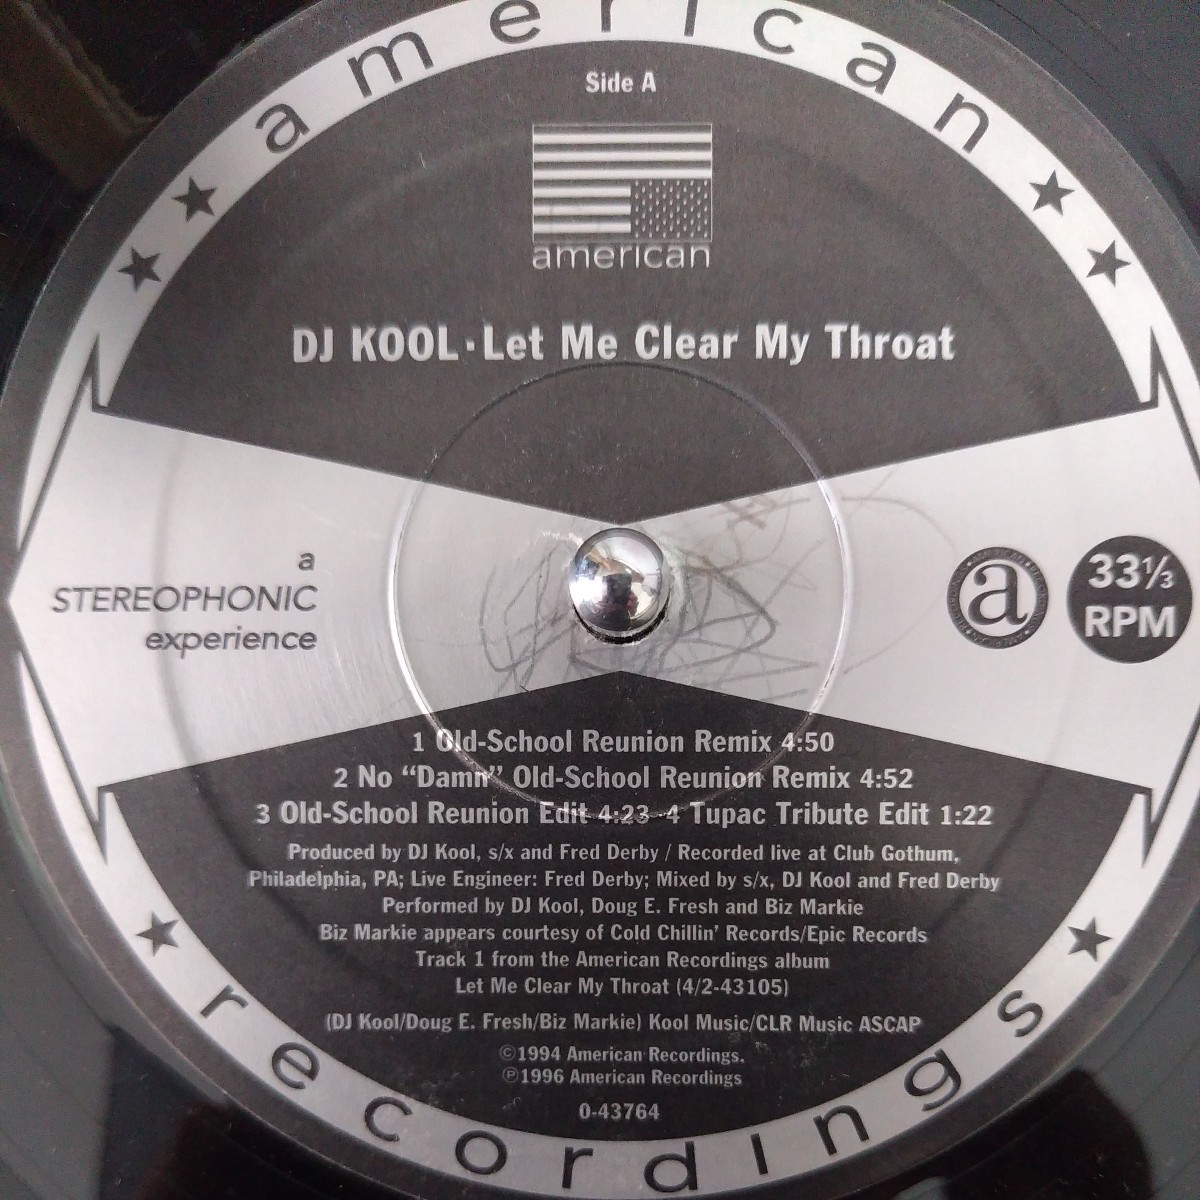 american
Side A
american
DJ KOOL · Let Me Clear My Throat
a
STEREOPHONIC
experience
a
33⅓
RPM
1 Old-School Reunion Remix 4:50
2 No “Damn” Old-School Reunion Remix 4:52
3 Old-School Reunion Edit 4:23 4 Tupac Tribute Edit 1:22
Produced by DJ Kool, s/x and Fred Derby / Recorded live at Club Gothum,
Philadelphia, PA; Live Engineer: Fred Derby; Mixed by s/x, DJ Kool and Fred Derby
Performed by DJ Kool, Doug E. Fresh and Biz Markie
Biz Markie appears courtesy of Cold Chillin’ Records/Epic Records
Track 1 from the American Recordings album
Let Me Clear My Throat (4/2-43105)
(DJ Kool/Doug E. Fresh/Biz Markie) Kool Music/CLR Music ASCAP
©1994 American Recordings.
℗1996 American Recordings
0-43764
recordings